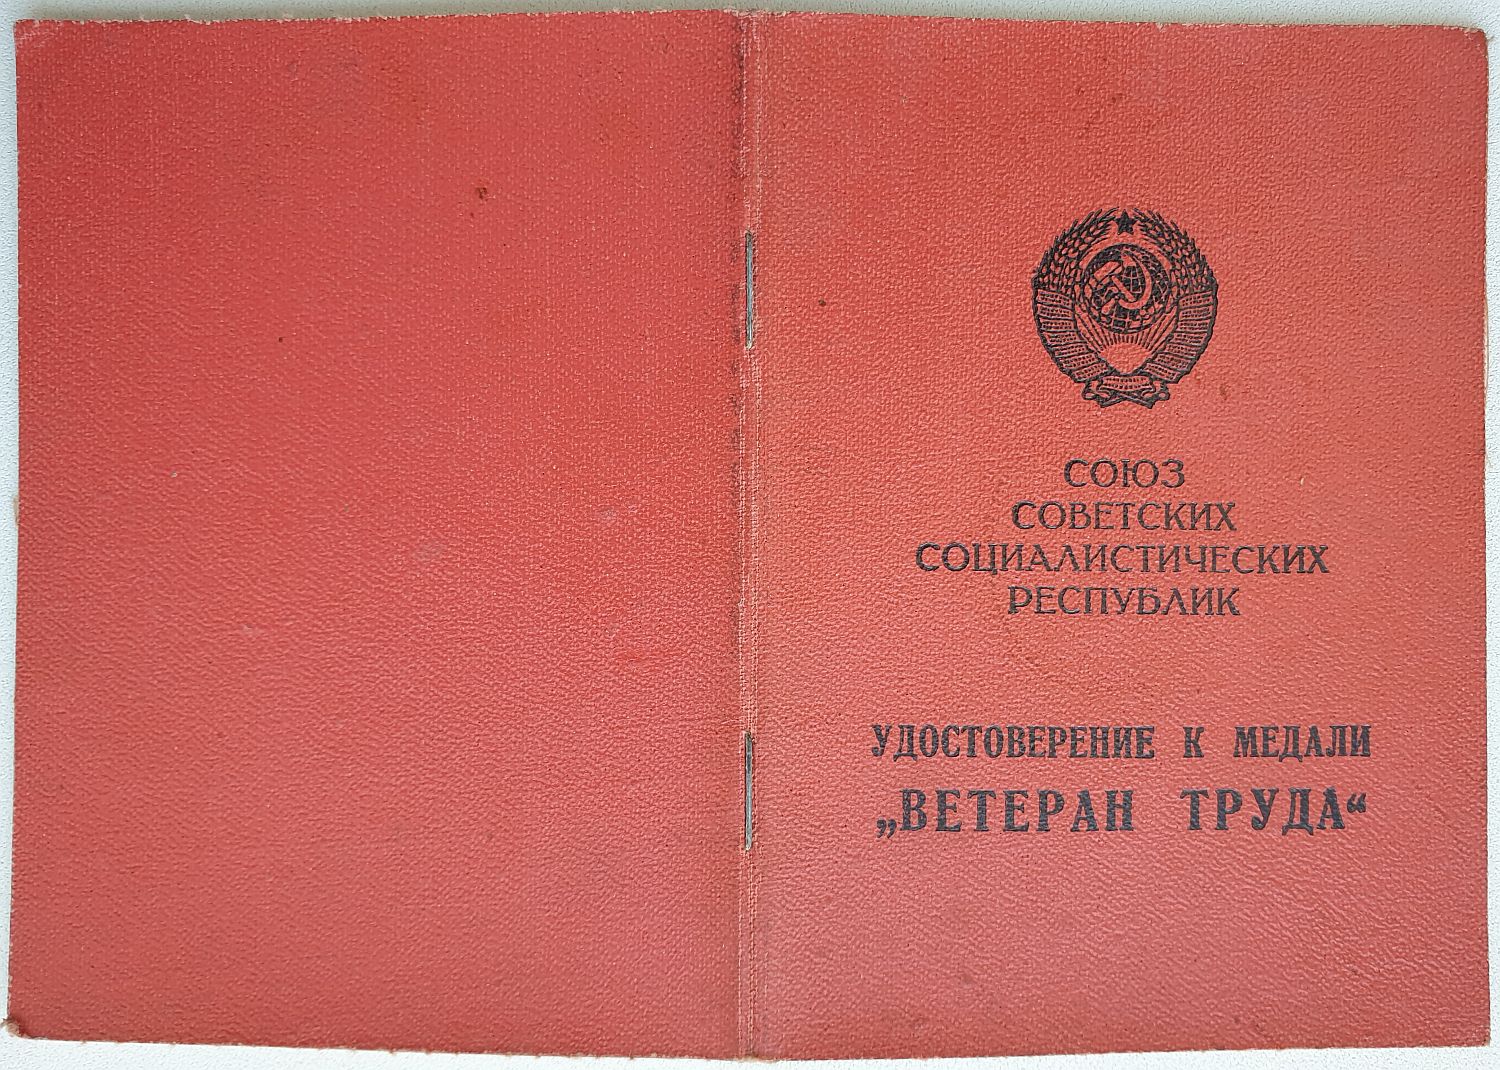 СОЮЗ
СОВЕТСКИХ
СОЦИАЛИСТИЧЕСКИХ
РЕСПУБЛИК
УДОСТОВЕРЕНИЕ К МЕДАЛИ
„ВЕТЕРАН ТРУДА“